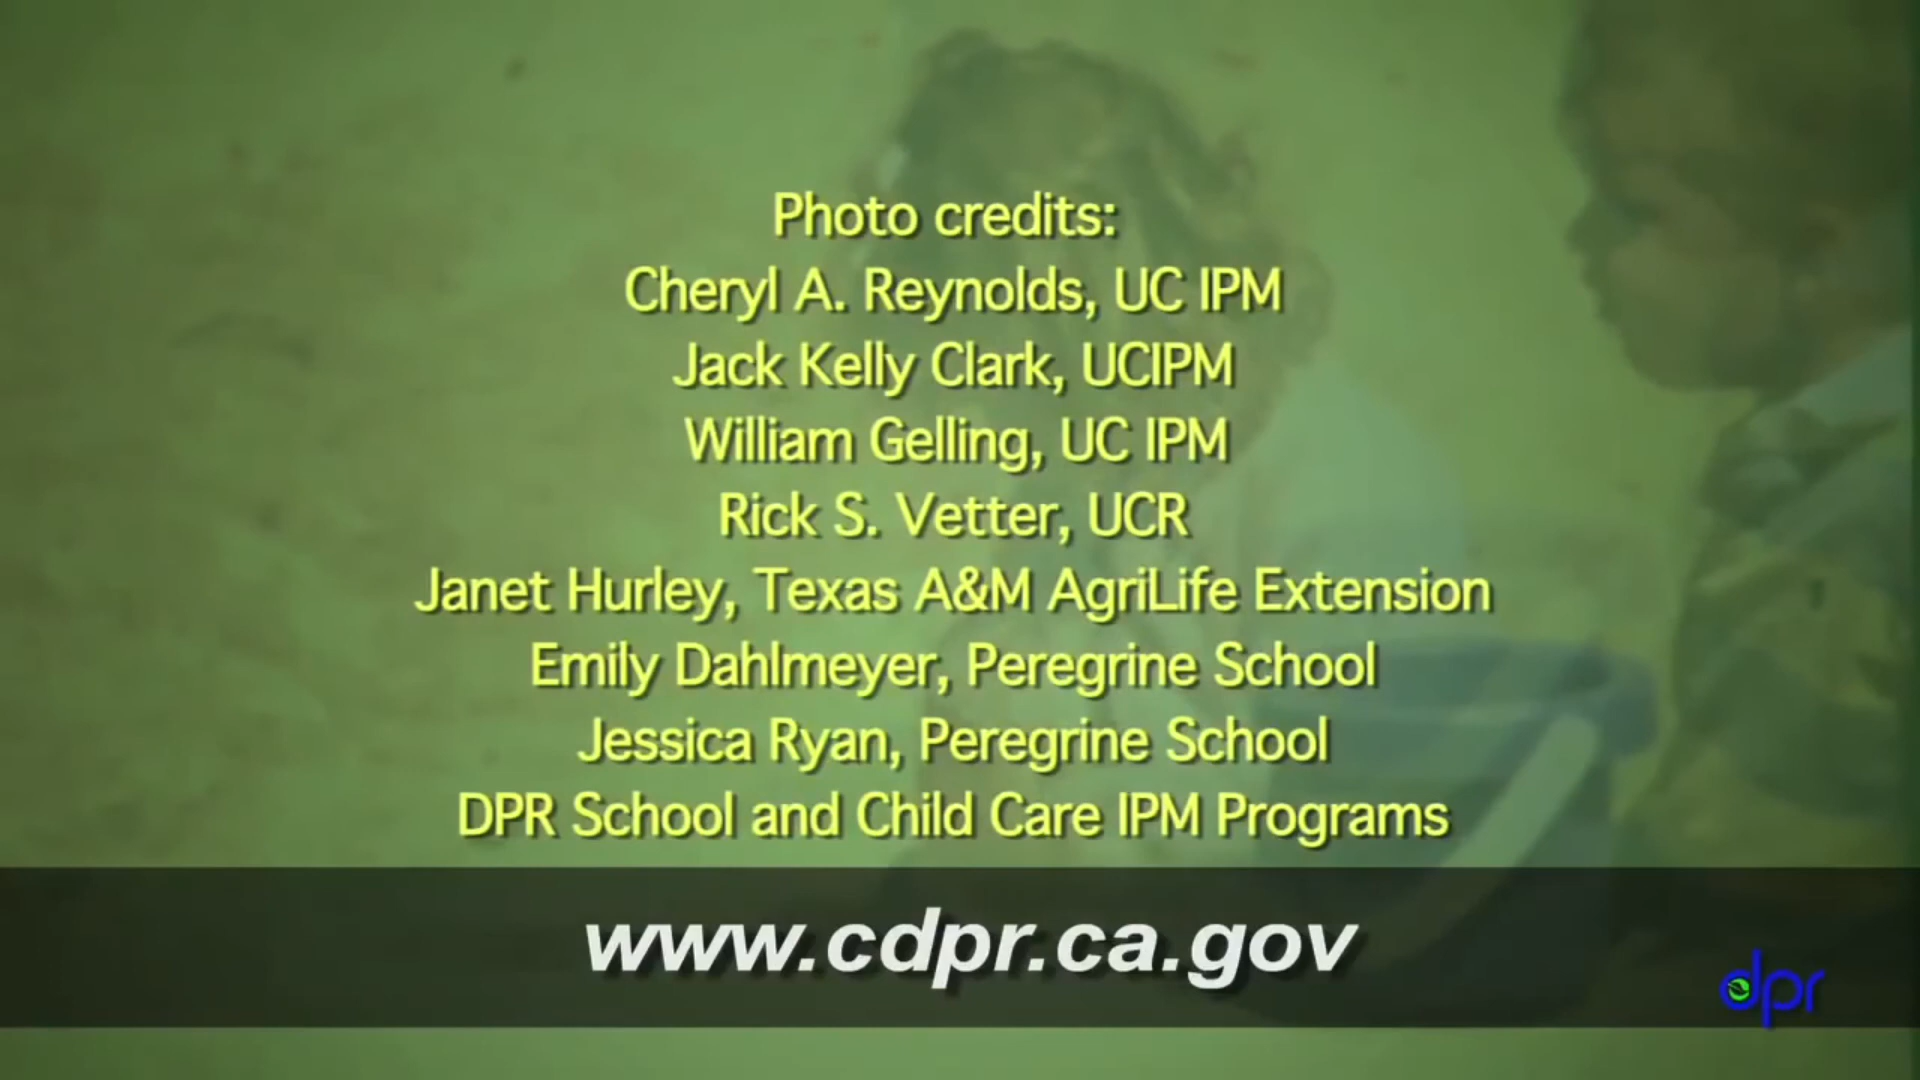 Photo credits:
Cheryl A. Reynolds, UC IPM
Jack Kelly Clark, UCIPM
William Gelling, UC IPM
Rick S. Vetter, UCR
Janet Hurley, Texas A&M AgriLife Extension
Emily Dahlmeyer, Peregrine School
Jessica Ryan, Peregrine School
DPR School and Child Care IPM Programs
www.cdpr.ca.gov
dpr